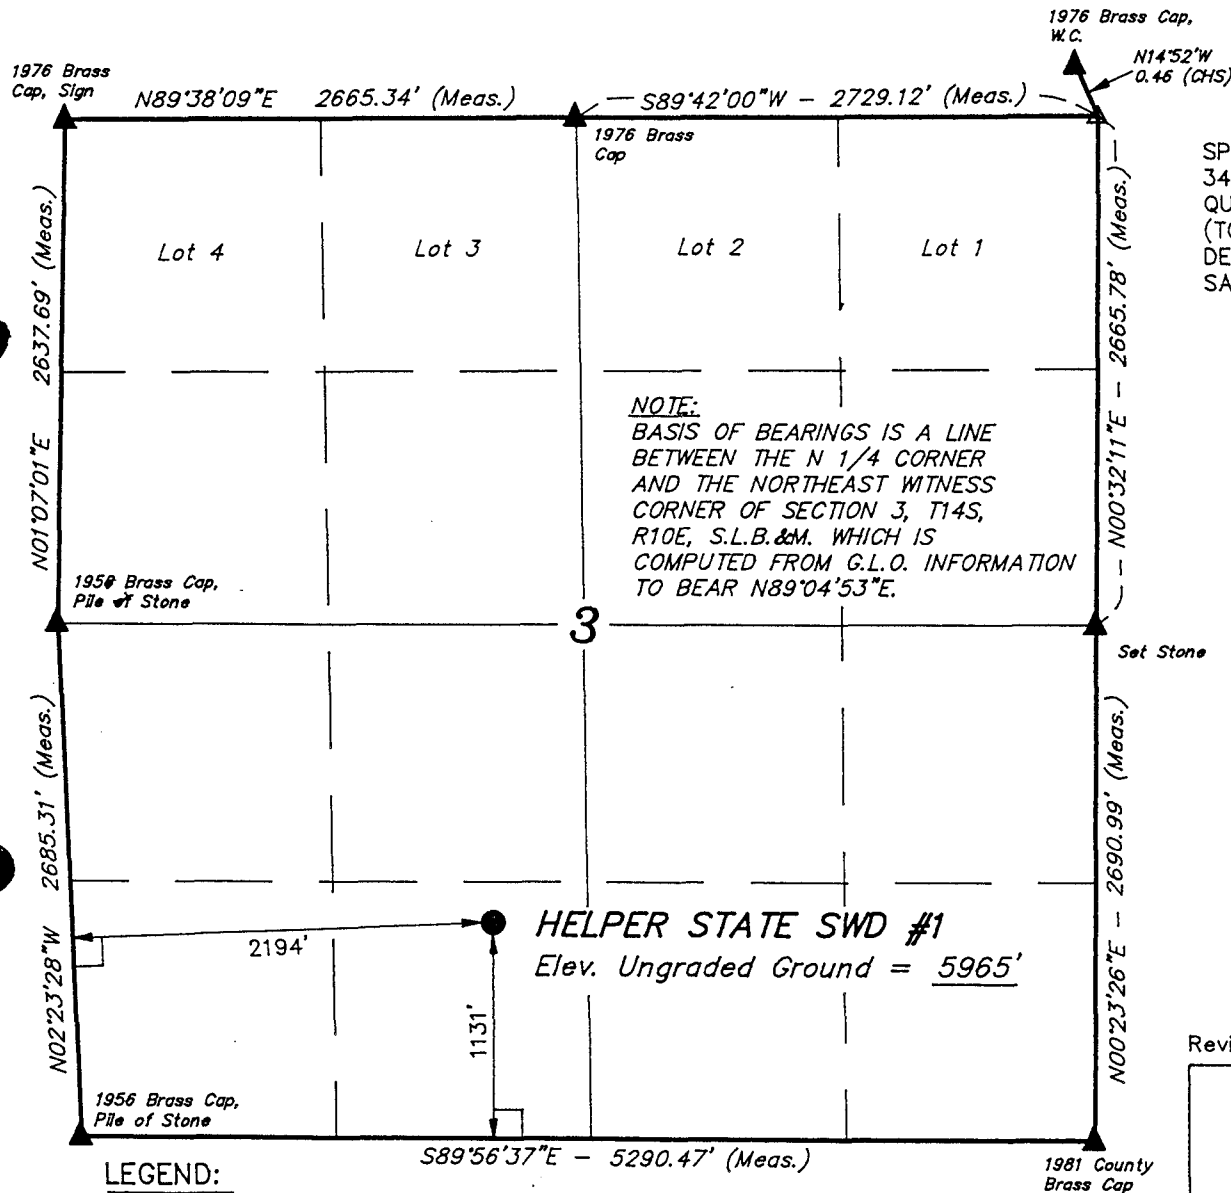 1976 Brass Cap,
W.C.
N14°52'W
0.46 (CHS)
1976 Brass
Cap, Sign
N89°38'09"E 2665.34' (Meas.)
S89°42'00"W - 2729.12' (Meas.)
1976 Brass
Cap
SP
34
QU
(TO
DE
SA
Lot 4
Lot 3
Lot 2
Lot 1
N01°07'01"E 2637.69' (Meas.)
N00°32'11"E - 2665.78' (Meas.)
NOTE:
BASIS OF BEARINGS IS A LINE
BETWEEN THE N 1/4 CORNER
AND THE NORTHEAST WITNESS
CORNER OF SECTION 3, T14S,
R10E, S.L.B.&M. WHICH IS
COMPUTED FROM G.L.O. INFORMATION
TO BEAR N89°04'53"E.
Brass Cap,
Pile of Stone
3
Set Stone
N02°23'28"W 2685.31' (Meas.)
N00°23'26"E - 2690.99' (Meas.)
HELPER STATE SWD #1
Elev. Ungraded Ground = 5965'
2194'
1131'
Revi
1956 Brass Cap,
Pile of Stone
S89°56'37"E - 5290.47' (Meas.)
1981 County
Brass Cap
LEGEND: